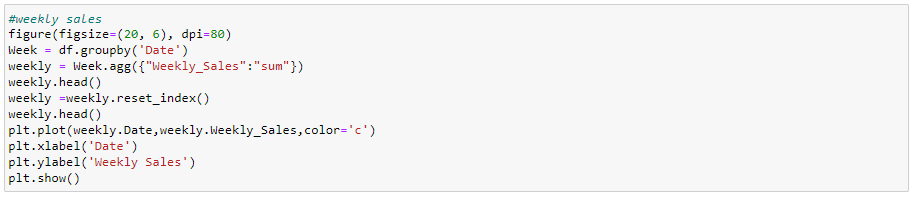 #weekly sales
figure(figsize=(20, 6), dpi=80)
Week = df.groupby('Date')
weekly = Week.agg({"Weekly_Sales":"sum"})
weekly.head()
weekly =weekly.reset_index()
weekly.head()
plt.plot(weekly.Date,weekly.Weekly_Sales,color='c')
plt.xlabel('Date')
plt.ylabel('Weekly Sales')
plt.show()